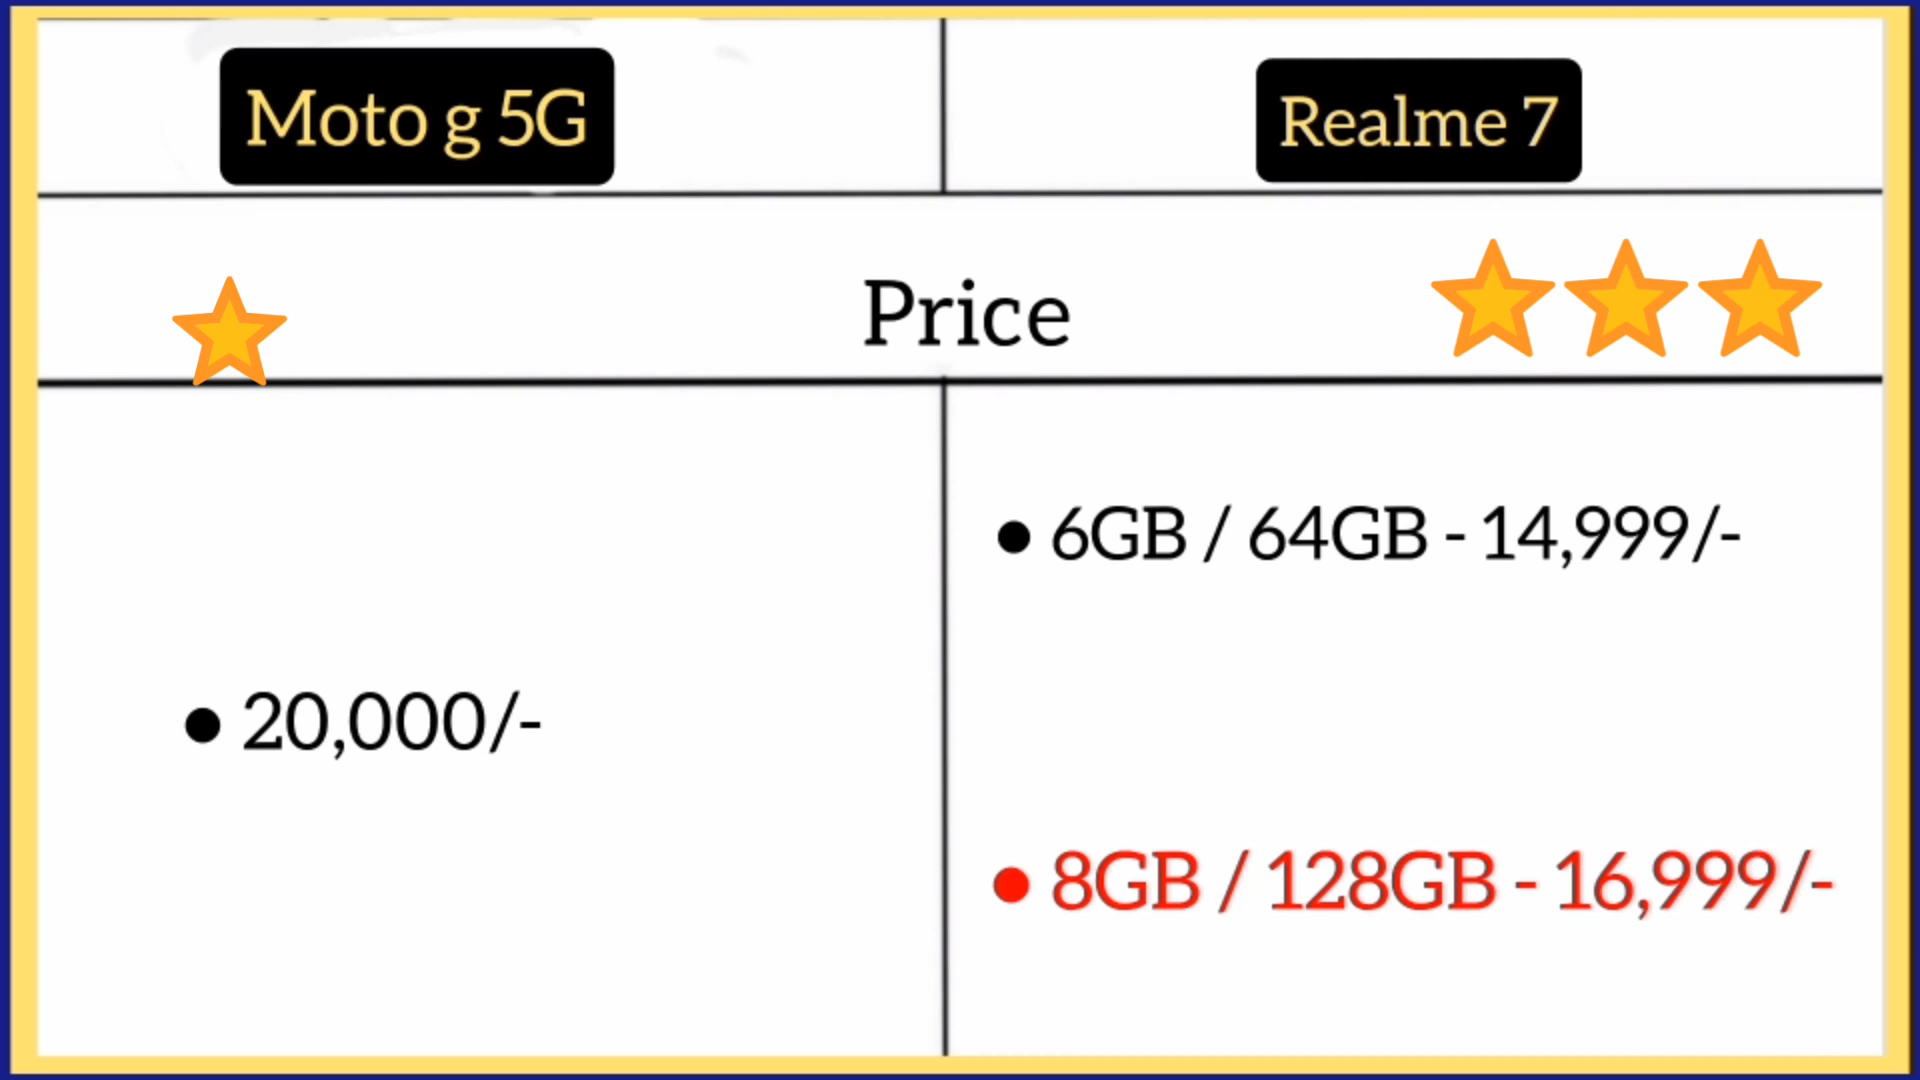 Moto g 5G
Realme 7
Price
• 20,000/-
• 6GB / 64GB - 14,999/-
• 8GB / 128GB - 16,999/-